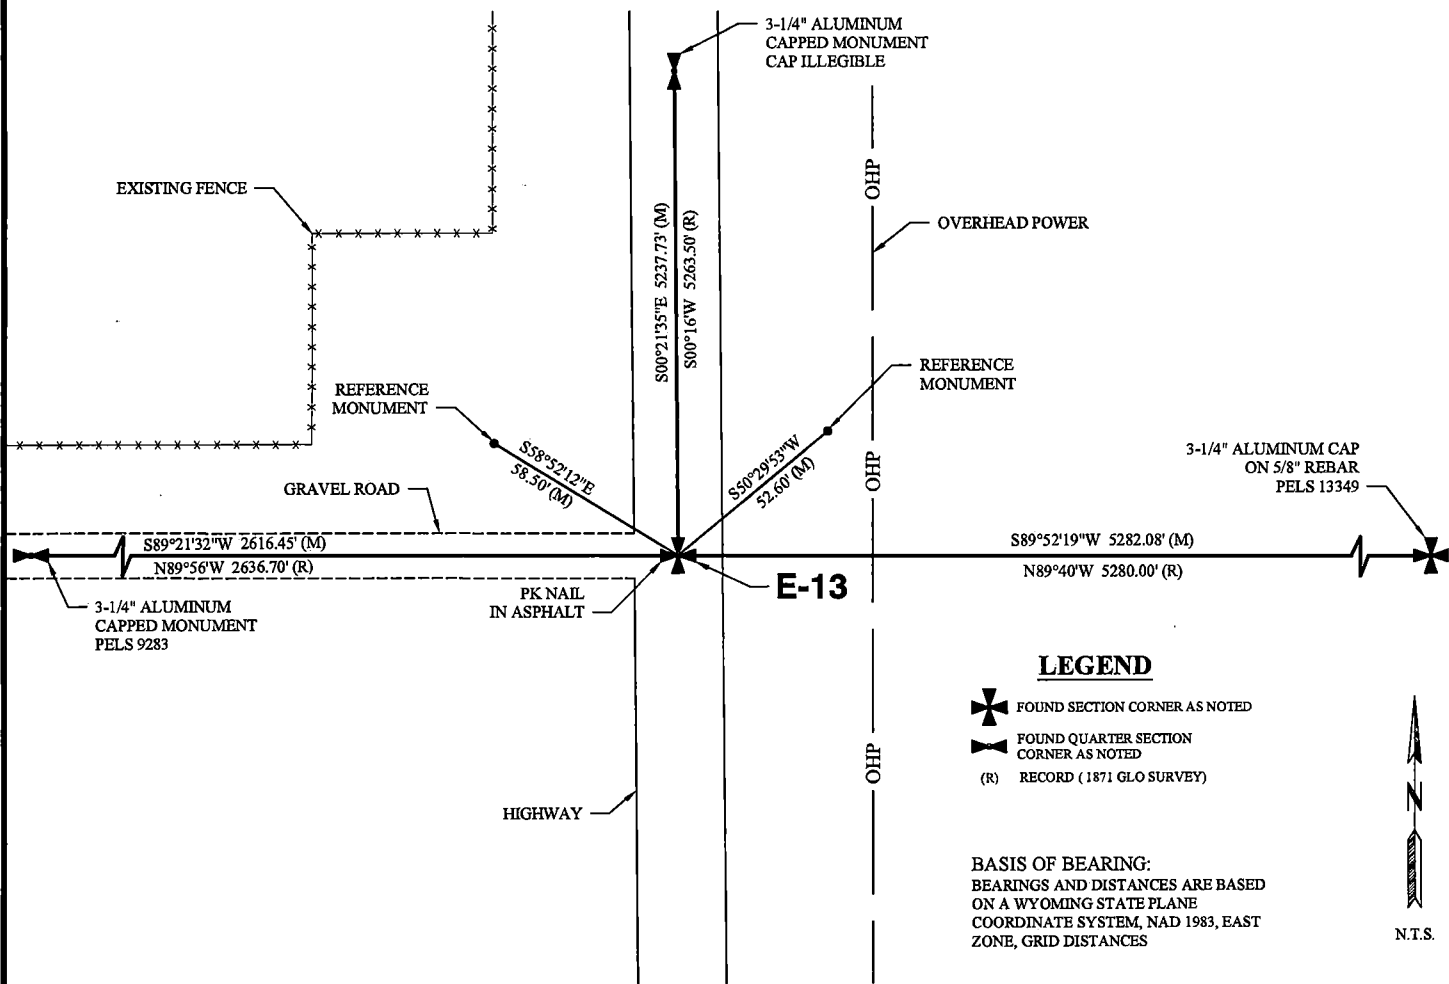 3-1/4" ALUMINUM
CAPPED MONUMENT
CAP ILLEGIBLE
EXISTING FENCE
OHP
OVERHEAD POWER
S00°21'35"E 5237.73' (M)
S00°16'W 5263.50' (R)
REFERENCE
MONUMENT
REFERENCE
MONUMENT
S58°52'12"E
58.50' (M)
S50°29'53"W
52.60' (M)
OHP
3-1/4" ALUMINUM CAP
ON 5/8" REBAR
PELS 13349
GRAVEL ROAD
S89°21'32"W 2616.45' (M)
N89°56'W 2636.70' (R)
S89°52'19"W 5282.08' (M)
N89°40'W 5280.00' (R)
E-13
PK NAIL
IN ASPHALT
3-1/4" ALUMINUM
CAPPED MONUMENT
PELS 9283
LEGEND
FOUND SECTION CORNER AS NOTED
FOUND QUARTER SECTION
CORNER AS NOTED
(R) RECORD ( 1871 GLO SURVEY)
OHP
HIGHWAY
N
BASIS OF BEARING:
BEARINGS AND DISTANCES ARE BASED
ON A WYOMING STATE PLANE
COORDINATE SYSTEM, NAD 1983, EAST
ZONE, GRID DISTANCES
N.T.S.